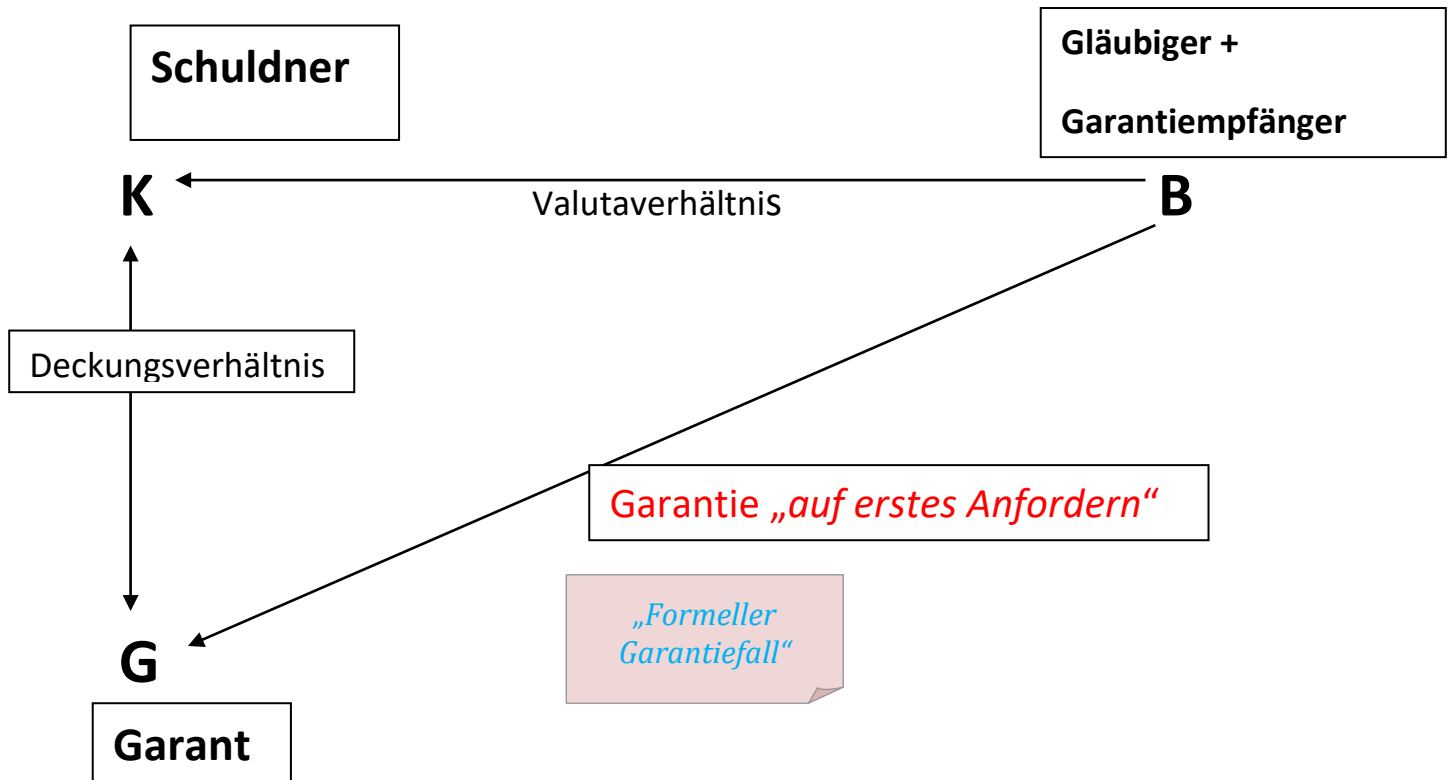 Schuldner
Gläubiger +
Garantiempfänger
K
Valutaverhältnis
B
Deckungsverhältnis
Garantie „auf erstes Anfordern“
„Formeller
Garantiefall“
G
Garant